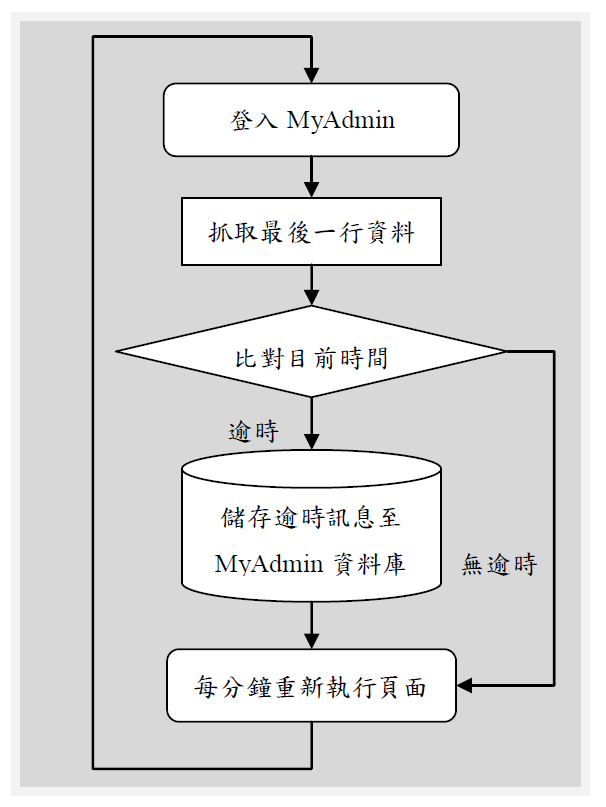 登入 MyAdmin
抓取最後一行資料
比對目前時間
逾時
儲存逾時訊息至
MyAdmin 資料庫
無逾時
每分鐘重新執行頁面